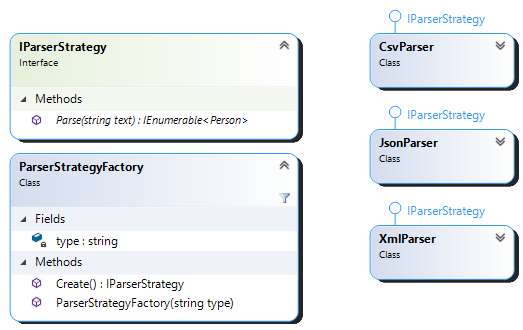 IParserStrategy
Interface
Methods
Parse(string text) : IEnumerable<Person>
ParserStrategyFactory
Class
Fields
type : string
Methods
Create() : IParserStrategy
ParserStrategyFactory(string type)
IParserStrategy
CsvParser
Class
IParserStrategy
JsonParser
Class
IParserStrategy
XmlParser
Class